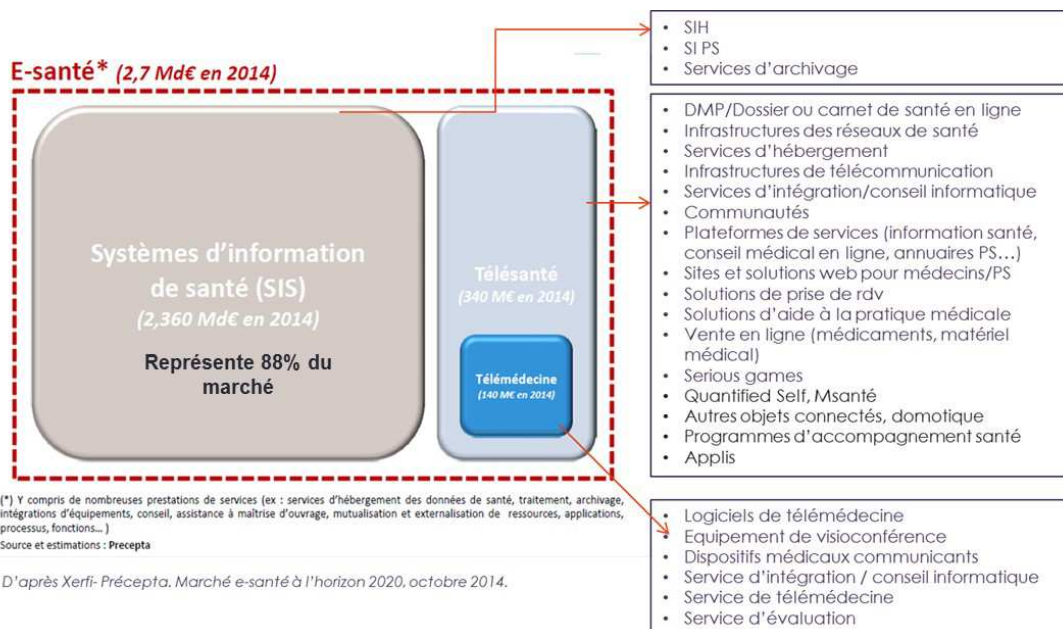 E-santé* (2,7 Md€ en 2014)
Systèmes d'information
de santé (SIS)
(2,360 Md€ en 2014)
Représente 88% du
marché
Télésanté
(340 M€ en 2014)
Télémédecine
(140 M€ en 2014)
• SIH
• SI PS
• Services d'archivage
• DMP/Dossier ou carnet de santé en ligne
• Infrastructures des réseaux de santé
• Services d'hébergement
• Infrastructures de télécommunication
• Services d'intégration/conseil informatique
• Communautés
• Plateformes de services (information santé,
conseil médical en ligne, annuaires PS...)
• Sites et solutions web pour médecins/PS
• Solutions de prise de rdv
• Solutions d'aide à la pratique médicale
• Vente en ligne (médicaments, matériel
médical)
• Serious games
• Quantified Self, Msanté
• Autres objets connectés, domotique
• Programmes d'accompagnement santé
• Applis
• Logiciels de télémédecine
• Equipement de visioconférence
• Dispositifs médicaux communicants
• Service d'intégration / conseil informatique
• Service de télémédecine
• Service d'évaluation
(*) Y compris de nombreuses prestations de services (ex : services d'hébergement des données de santé, traitement, archivage,
intégrations d'équipements, conseil, assistance à maîtrise d'ouvrage, mutualisation et externalisation de ressources, applications,
processus, fonctions... )
Source et estimations : Precepta
D'après Xerfi- Précepta. Marché e-santé à l'horizon 2020, octobre 2014.